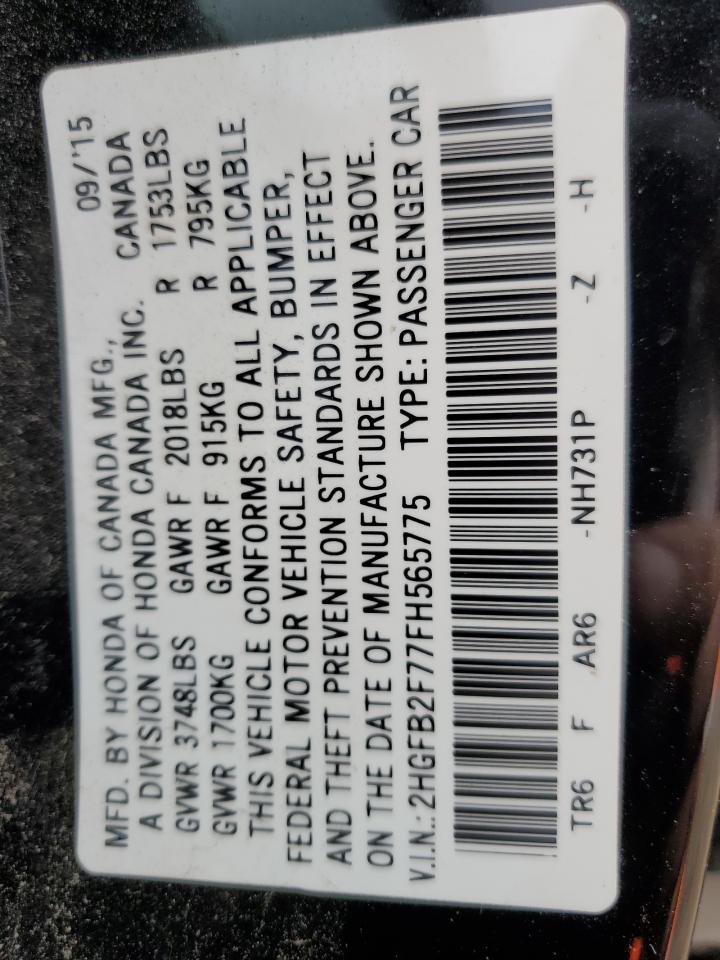 MFD. BY HONDA OF CANADA MFG., 09/'15
A DIVISION OF HONDA CANADA INC. CANADA
GVWR 3748LBS GAWR F 2018LBS R 1753LBS
GVWR 1700KG GAWR F 915KG R 795KG
THIS VEHICLE CONFORMS TO ALL APPLICABLE
FEDERAL MOTOR VEHICLE SAFETY, BUMPER,
AND THEFT PREVENTION STANDARDS IN EFFECT
ON THE DATE OF MANUFACTURE SHOWN ABOVE.
V.I.N.: 2HGFB2F77FH565775 TYPE: PASSENGER CAR
TR6 F AR6 -NH731P -Z -H